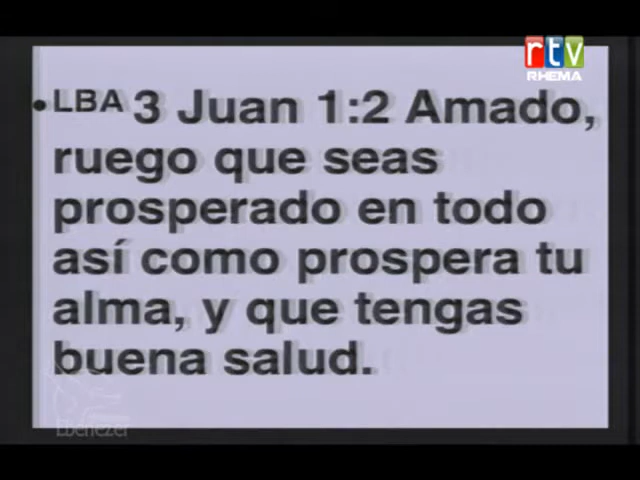 rtv
RHEMA
•LBA 3 Juan 1:2 Amado,
ruego que seas
prosperado en todo
así como prospera tu
alma, y que tengas
buena salud.
Ebenezer